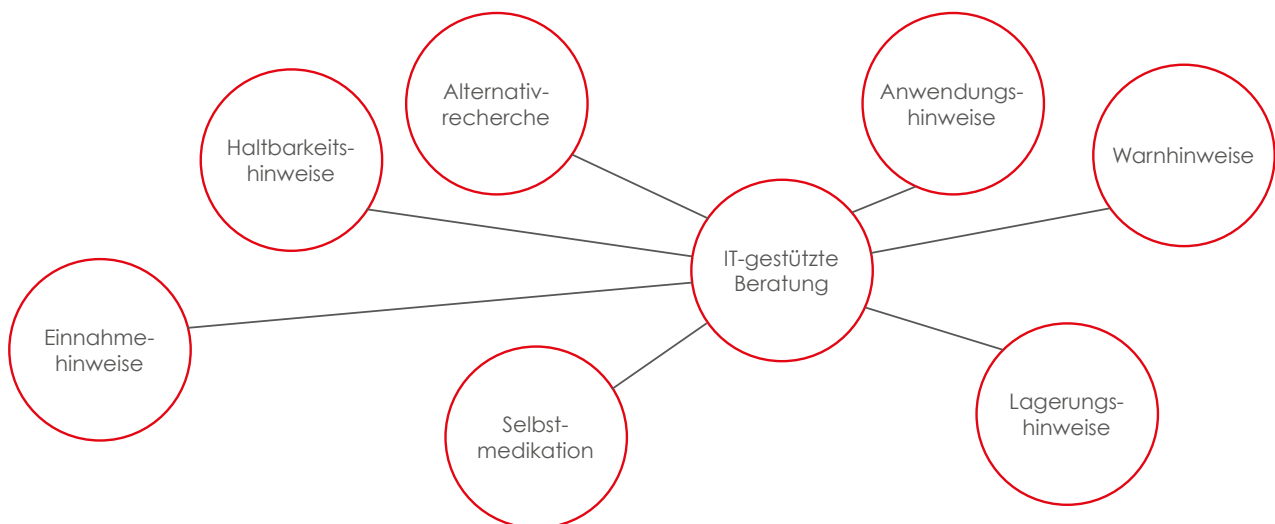 Alternativ-
recherche
Anwendungs-
hinweise
Haltbarkeits-
hinweise
Warnhinweise
IT-gestützte
Beratung
Einnahme-
hinweise
Selbst-
medikation
Lagerungs-
hinweise